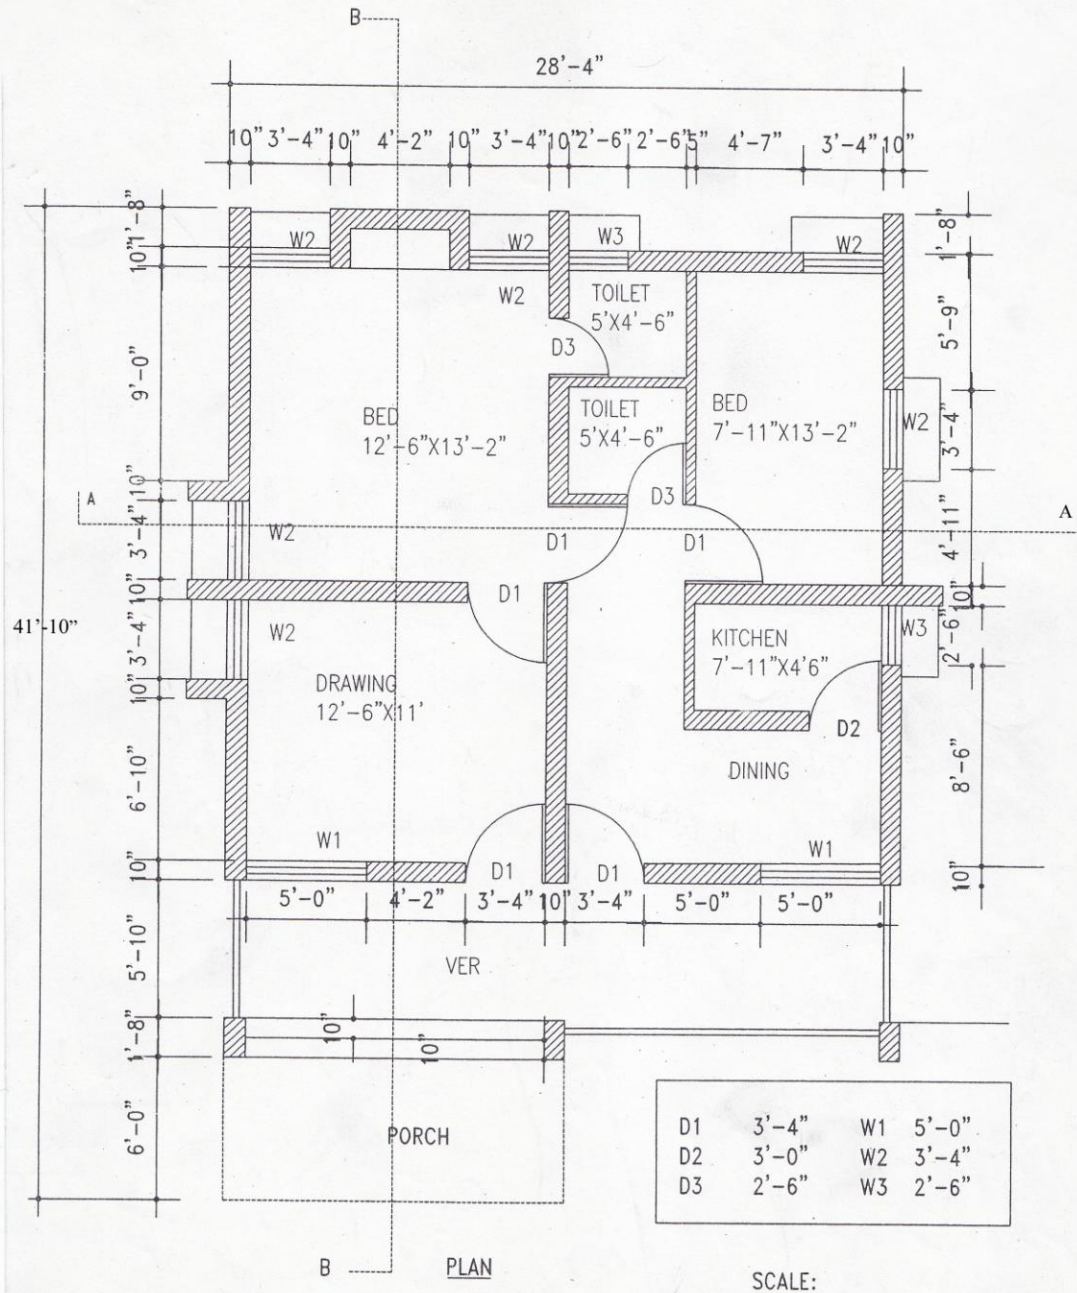 B
28'-4"
10" 3'-4" 10" 4'-2" 10" 3'-4" 10" 2'-6" 2'-6" 5" 4'-7" 3'-4" 10"
1'-8"
10"
9'-0"
10"
3'-4"
10"
3'-4"
10"
6'-10"
10"
5'-10"
1'-8"
6'-0"
41'-10"
W2
W2
W3
W2
W2
TOILET
5'X4'-6"
D3
BED
12'-6"X13'-2"
TOILET
5'X4'-6"
BED
7'-11"X13'-2"
W2
D3
A
A
W2
D1
D1
D1
W2
KITCHEN
7'-11"X4'6"
W3
DRAWING
12'-6"X11'
D2
DINING
W1
W1
D1
D1
5'-0" 4'-2" 3'-4" 10" 3'-4" 5'-0" 5'-0"
1'-8"
5'-9"
3'-4"
4'-11"
10"
2'-6"
8'-6"
10"
VER
10"
10"
PORCH
D1 3'-4" W1 5'-0"
D2 3'-0" W2 3'-4"
D3 2'-6" W3 2'-6"
B
PLAN
SCALE: